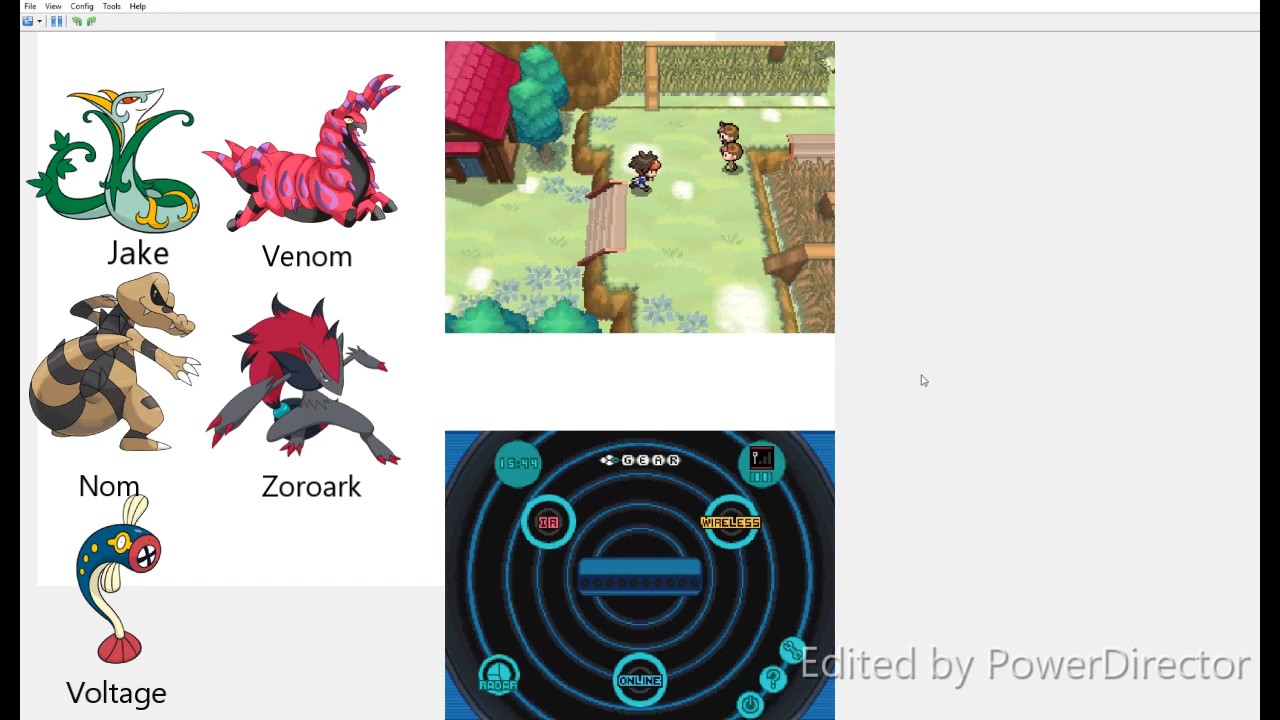 File View Config Tools Help
Jake
Venom
Nom
Zoroark
Voltage
15:44
GEAR
IR
WIRELESS
RADAR
ONLINE
?
Edited by PowerDirector